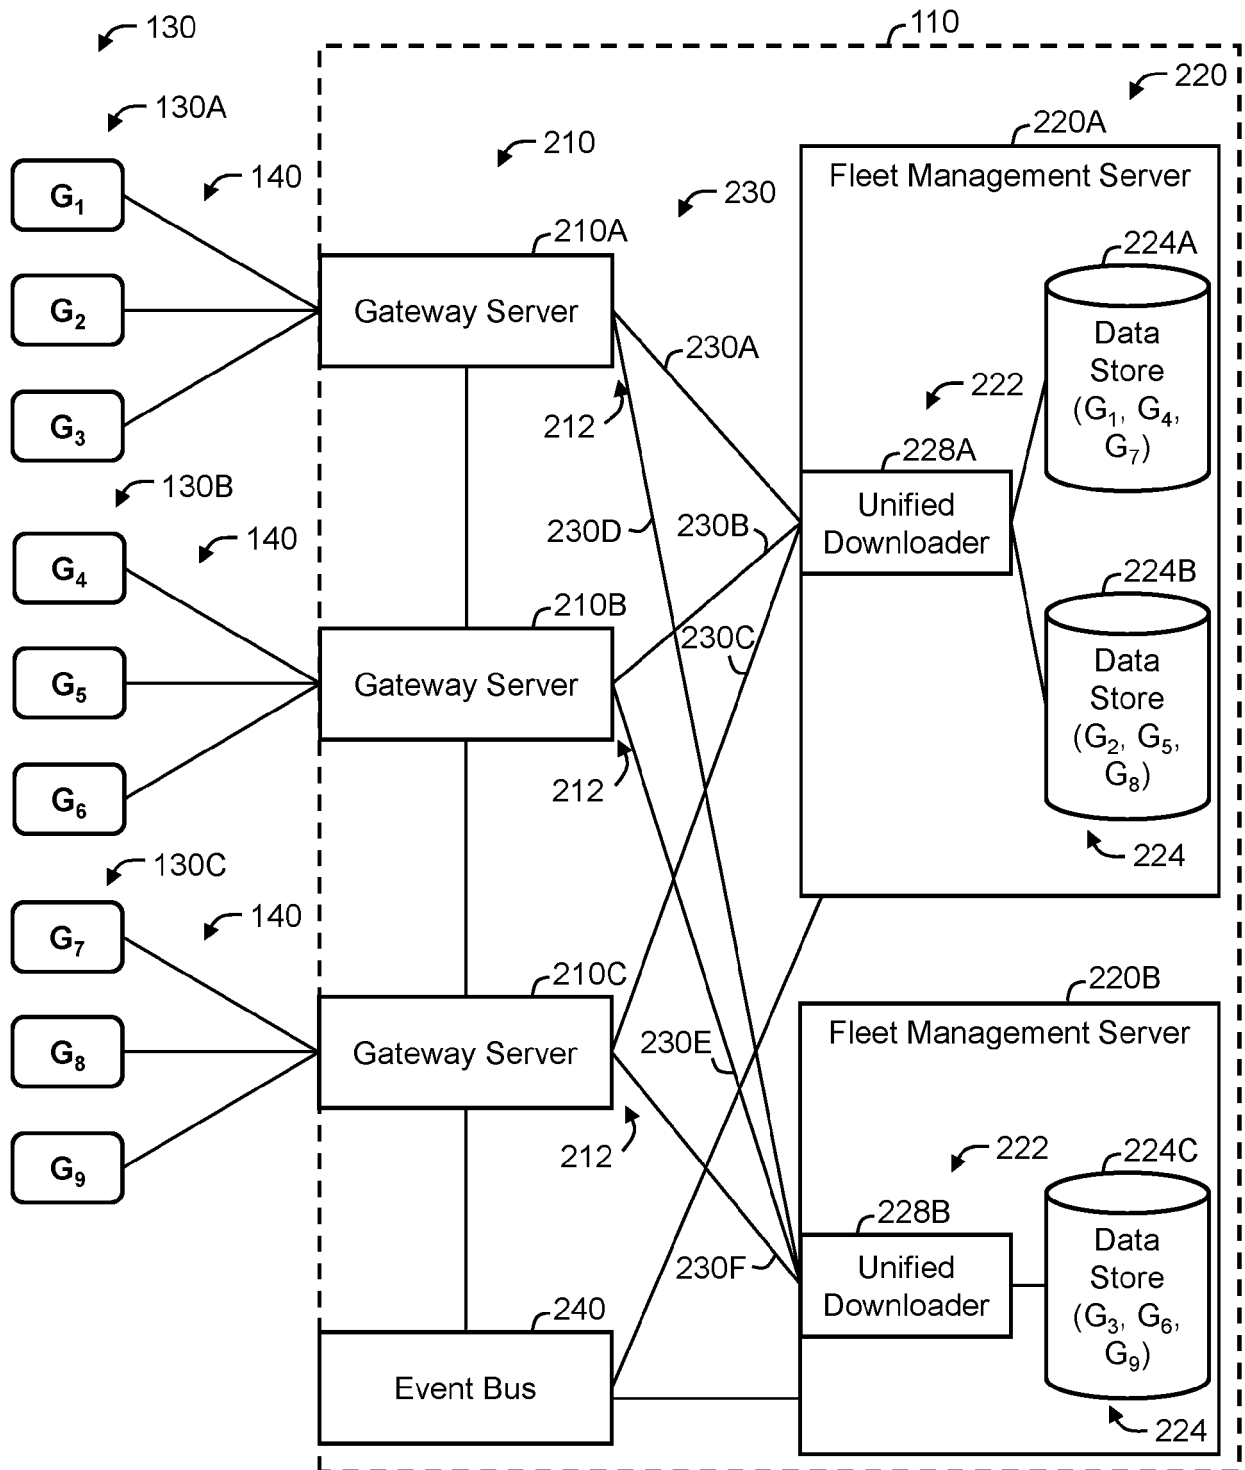 130
110
220
130A
220A
210
140
Fleet Management Server
G1
230
210A
224A
Gateway Server
G2
Data
Store
(G1, G4,
G7)
230A
222
212
G3
228A
130B
Unified
Downloader
230D
230B
140
G4
224B
210B
230C
Data
Store
(G2, G5,
G8)
Gateway Server
G5
212
G6
224
130C
140
G7
210C
220B
Fleet Management Server
230E
Gateway Server
G8
212
222
224C
G9
228B
Data
Store
(G3, G6,
G9)
230F
Unified
Downloader
240
Event Bus
224